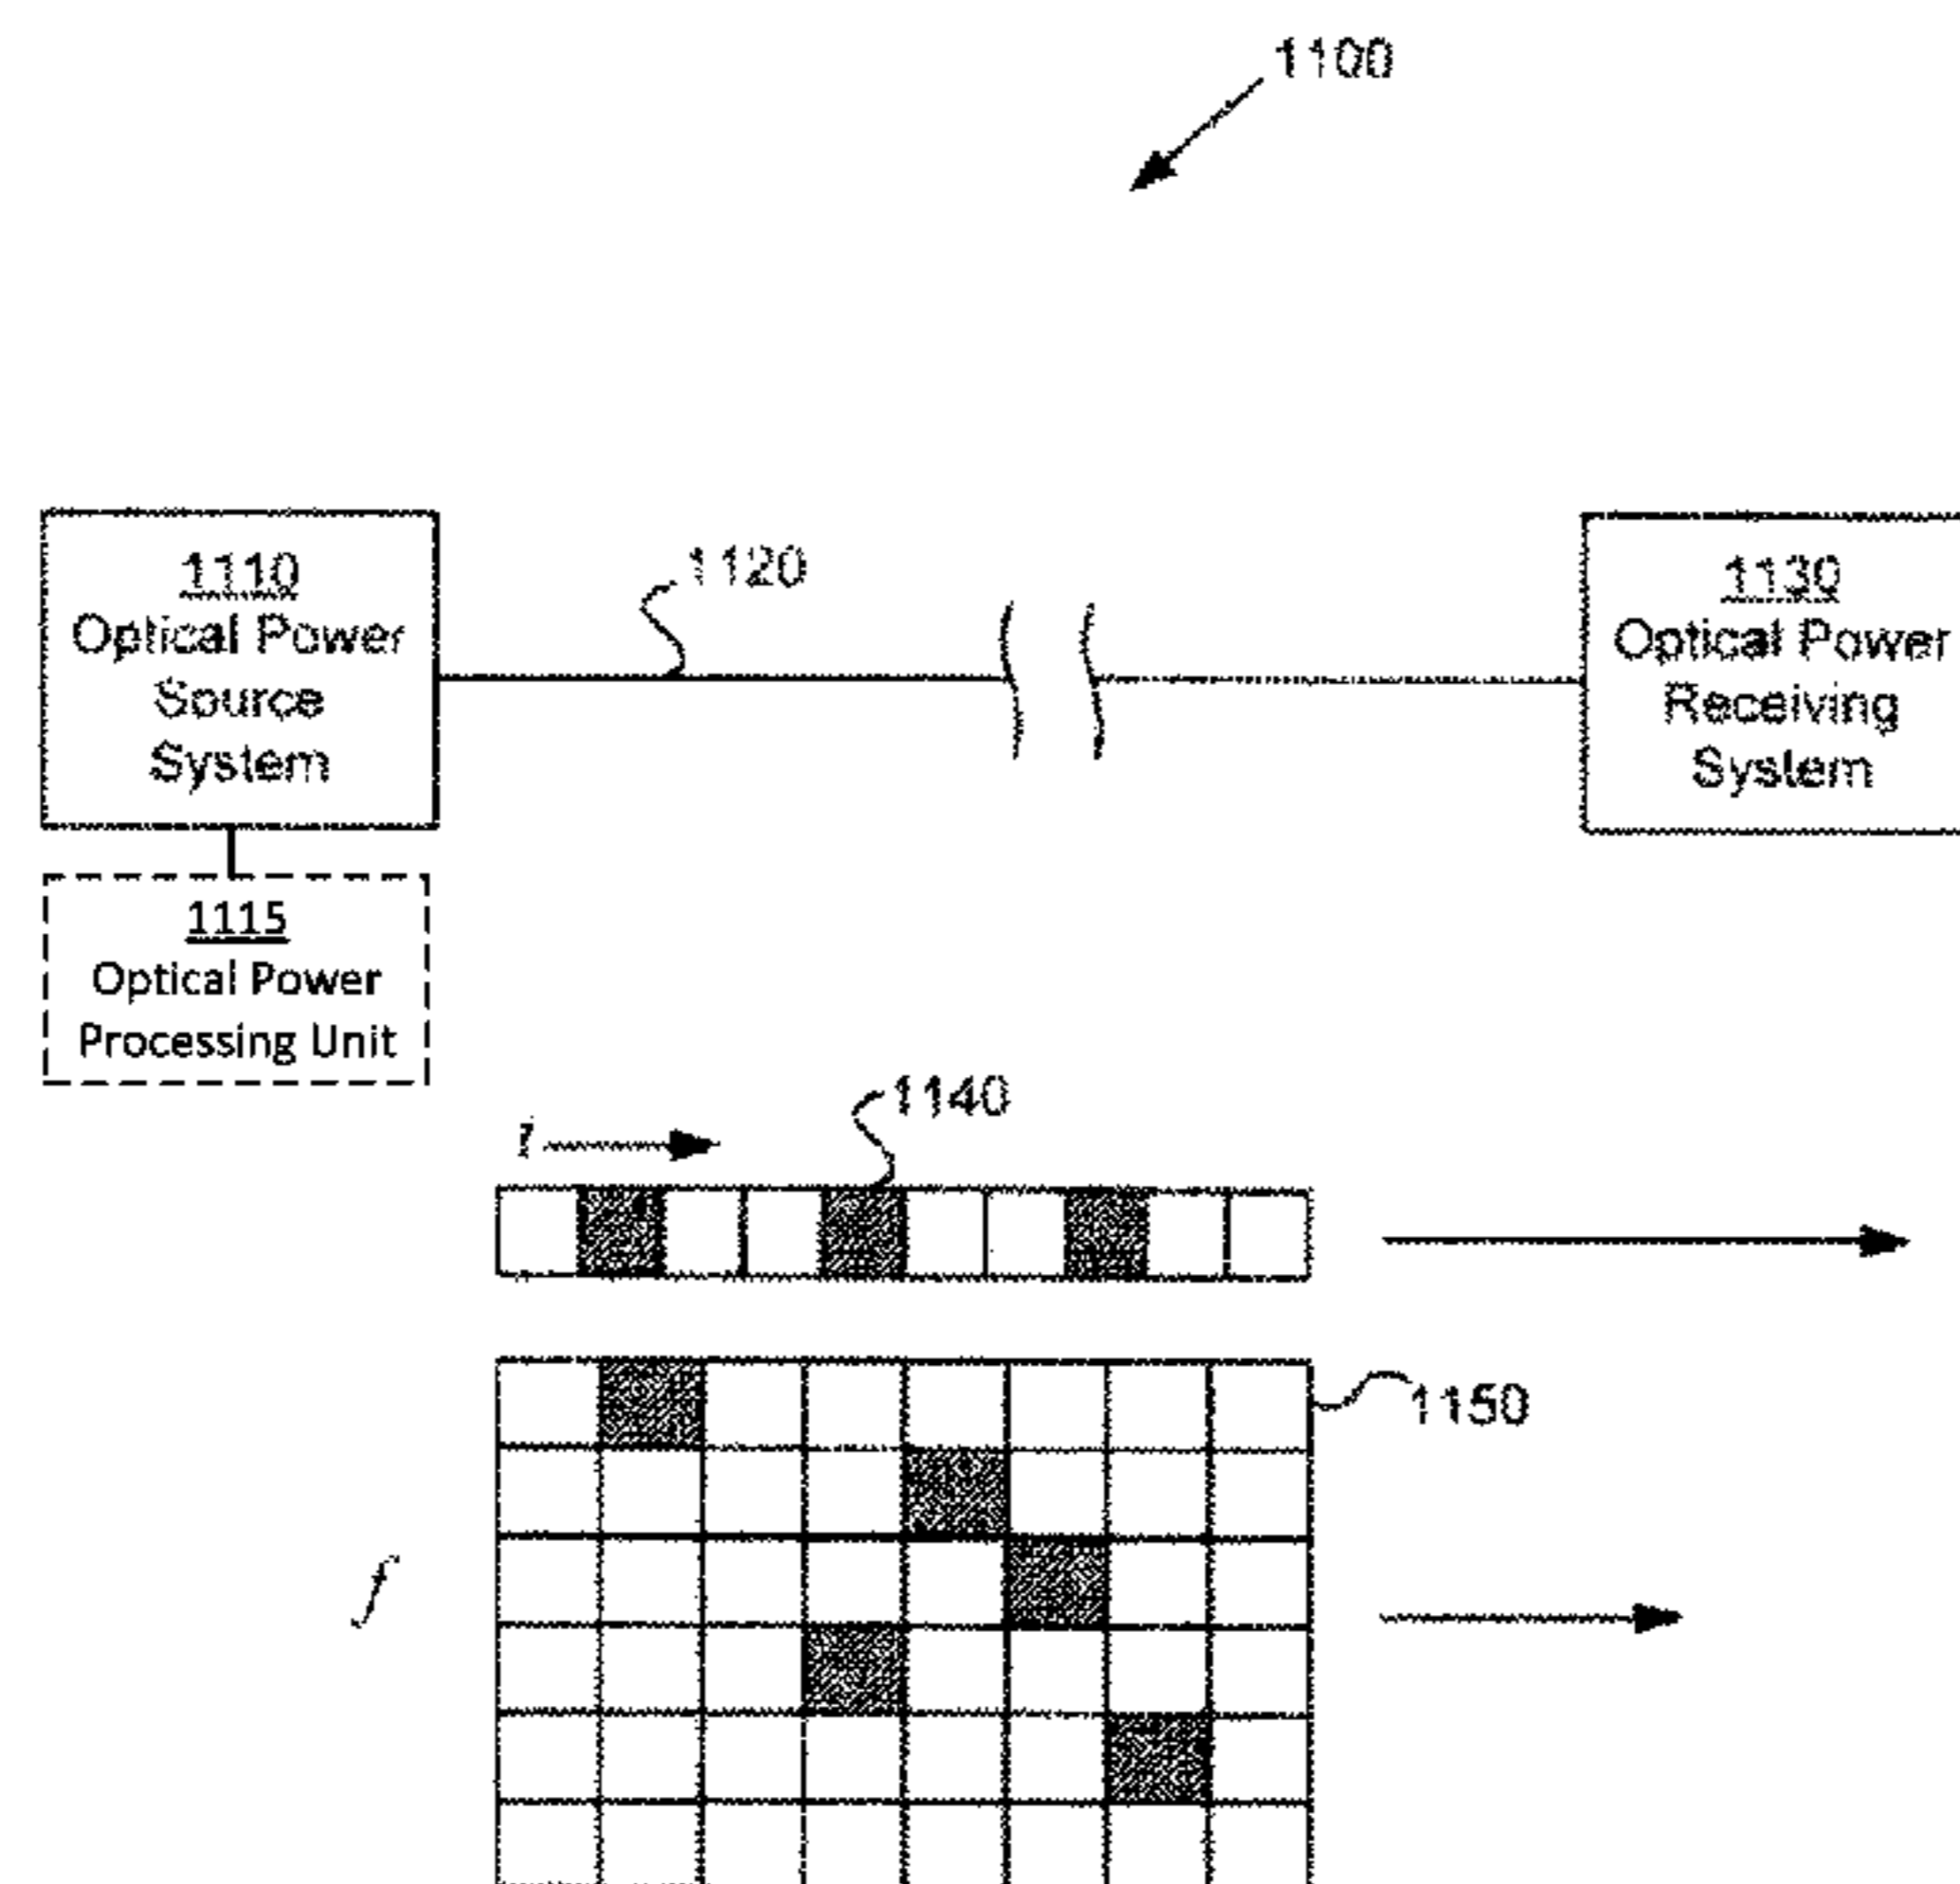 1100
1110
Optical Power
Source
System
1120
1130
Optical Power
Receiving
System
1115
Optical Power
Processing Unit
1140
1150
f